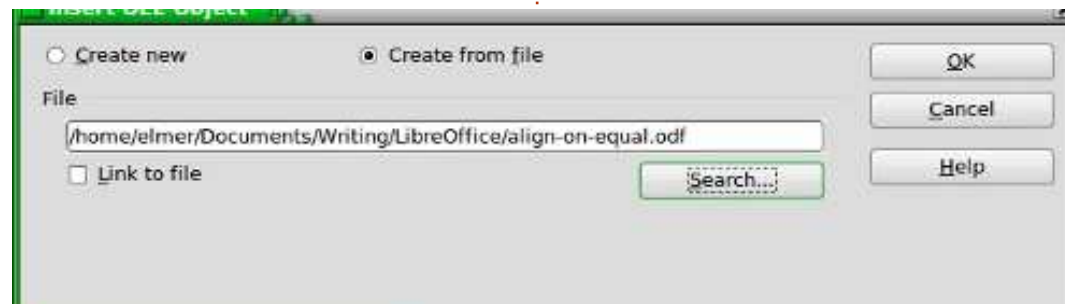 Insert OLE Object
Create new
Create from file
OK
File
Cancel
/home/elmer/Documents/Writing/LibreOffice/align-on-equal.odf
Link to file
Search...
Help